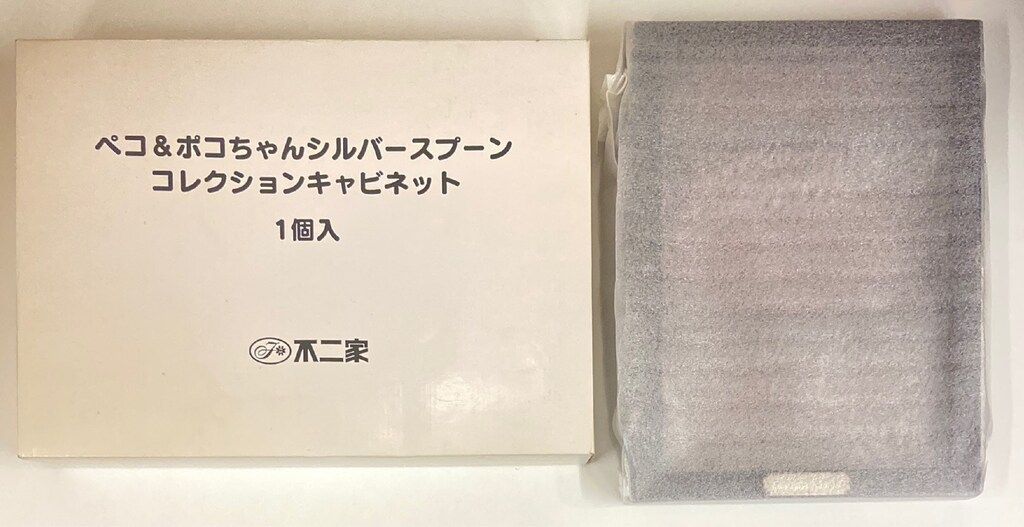 ペコ&ポコちゃんシルバースプーン
コレクションキャビネット
1個入
F 不二家